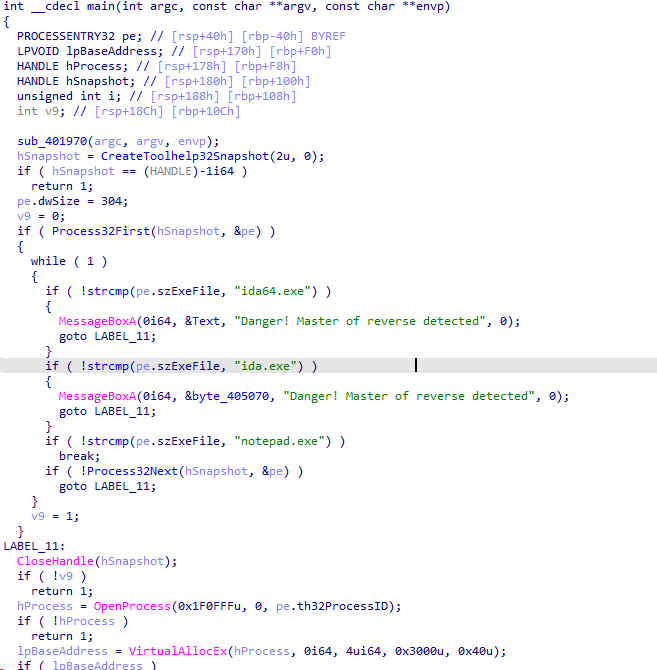 int __cdecl main(int argc, const char **argv, const char **envp)
{
  PROCESSENTRY32 pe; // [rsp+40h] [rbp-40h] BYREF
  LPVOID lpBaseAddress; // [rsp+170h] [rbp+F0h]
  HANDLE hProcess; // [rsp+178h] [rbp+F8h]
  HANDLE hSnapshot; // [rsp+180h] [rbp+100h]
  unsigned int i; // [rsp+188h] [rbp+108h]
  int v9; // [rsp+18Ch] [rbp+10Ch]

  sub_401970(argc, argv, envp);
  hSnapshot = CreateToolhelp32Snapshot(2u, 0);
  if ( hSnapshot == (HANDLE)-1i64 )
    return 1;
  pe.dwSize = 304;
  v9 = 0;
  if ( Process32First(hSnapshot, &pe) )
  {
    while ( 1 )
    {
      if ( !strcmp(pe.szExeFile, "ida64.exe") )
      {
        MessageBoxA(0i64, &Text, "Danger! Master of reverse detected", 0);
        goto LABEL_11;
      }
      if ( !strcmp(pe.szExeFile, "ida.exe") )
      {
        MessageBoxA(0i64, &byte_405070, "Danger! Master of reverse detected", 0);
        goto LABEL_11;
      }
      if ( !strcmp(pe.szExeFile, "notepad.exe") )
        break;
      if ( !Process32Next(hSnapshot, &pe) )
        goto LABEL_11;
    }
    v9 = 1;
  }
LABEL_11:
  CloseHandle(hSnapshot);
  if ( !v9 )
    return 1;
  hProcess = OpenProcess(0x1F0FFFu, 0, pe.th32ProcessID);
  if ( !hProcess )
    return 1;
  lpBaseAddress = VirtualAllocEx(hProcess, 0i64, 4ui64, 0x3000u, 0x40u);
  if ( lpBaseAddress )